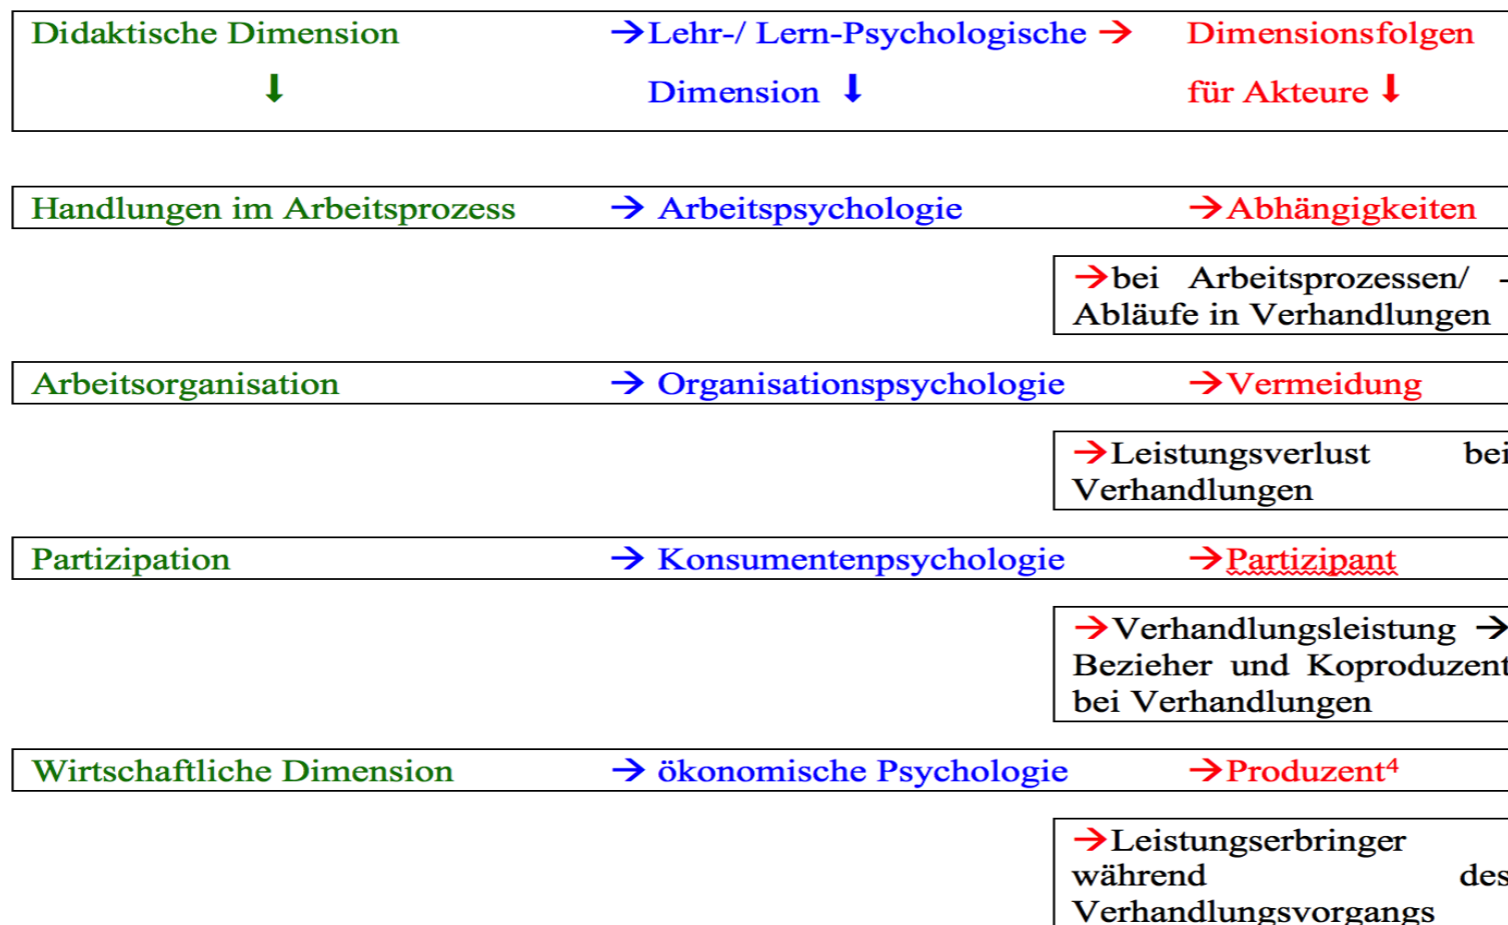 Didaktische Dimension →Lehr-/ Lern-Psychologische → Dimensionsfolgen
↓ Dimension ↓ für Akteure ↓
Handlungen im Arbeitsprozess → Arbeitspsychologie →Abhängigkeiten
→bei Arbeitsprozessen/ -
Abläufe in Verhandlungen
Arbeitsorganisation → Organisationspsychologie →Vermeidung
→Leistungsverlust bei
Verhandlungen
Partizipation → Konsumentenpsychologie →Partizipant
→Verhandlungsleistung →
Bezieher und Koproduzent
bei Verhandlungen
Wirtschaftliche Dimension → ökonomische Psychologie →Produzent⁴
→Leistungserbringer
während des
Verhandlungsvorgangs